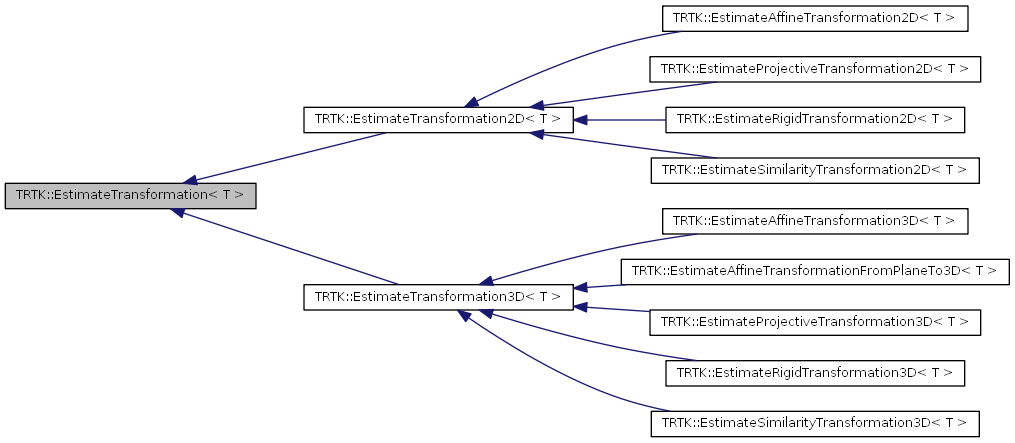 TRTK::EstimateAffineTransformation2D< T >
TRTK::EstimateProjectiveTransformation2D< T >
TRTK::EstimateTransformation2D< T >
TRTK::EstimateRigidTransformation2D< T >
TRTK::EstimateSimilarityTransformation2D< T >
TRTK::EstimateTransformation< T >
TRTK::EstimateAffineTransformation3D< T >
TRTK::EstimateAffineTransformationFromPlaneTo3D< T >
TRTK::EstimateTransformation3D< T >
TRTK::EstimateProjectiveTransformation3D< T >
TRTK::EstimateRigidTransformation3D< T >
TRTK::EstimateSimilarityTransformation3D< T >